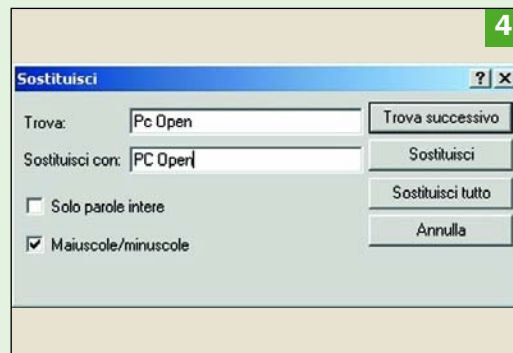 4
Sostituisci
Trova: Pc Open
Trova successivo
Sostituisci con: PC Open
Sostituisci
Solo parole intere
Sostituisci tutto
Maiuscole/minuscole
Annulla